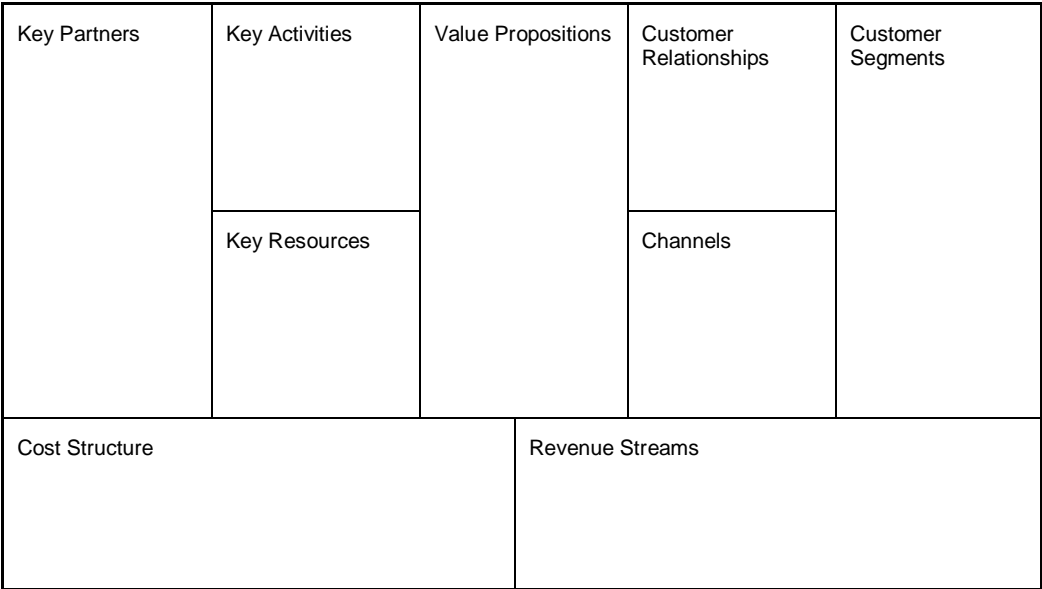 Key Partners
Key Activities
Value Propositions
Customer
Relationships
Customer
Segments
Key Resources
Channels
Cost Structure
Revenue Streams